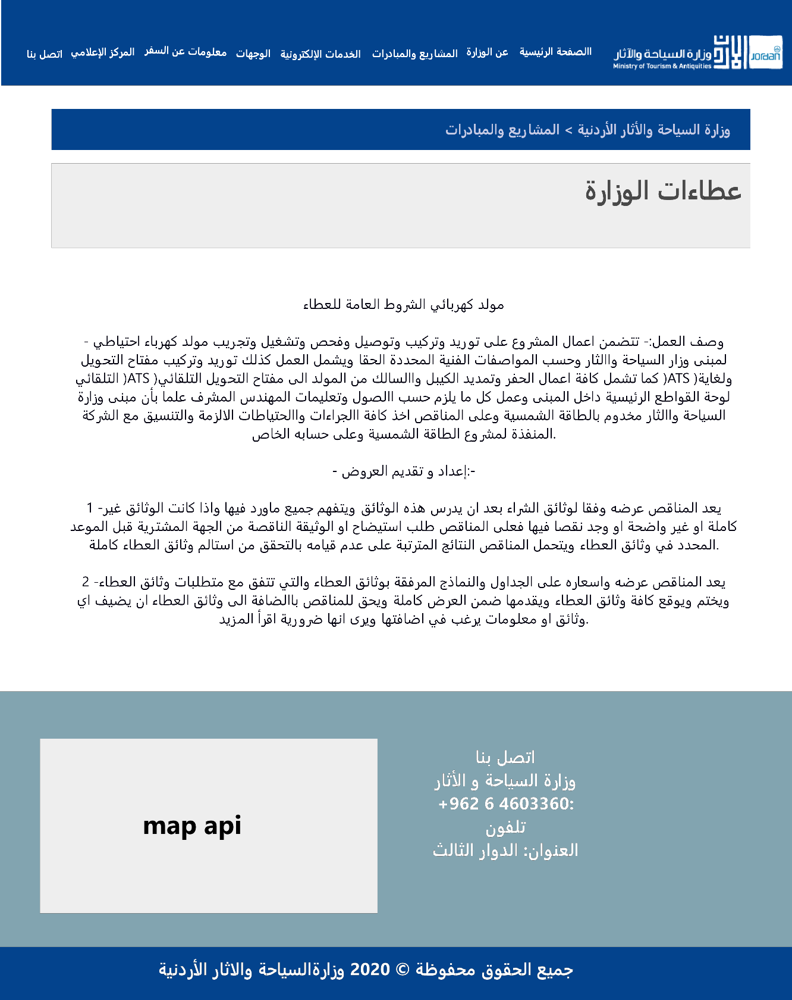 وزارة السياحة والآثار
Ministry of Tourism & Antiquities
الأردن
Jordan
االصفحة الرئيسية
عن الوزارة
المشاريع والمبادرات
الخدمات الإلكترونية
الوجهات
معلومات عن السفر
المركز الإعلامي
اتصل بنا
وزارة السياحة والأثار الأردنية > المشاريع والمبادرات
عطاءات الوزارة
مولد كهربائي الشروط العامة للعطاء
- وصف العمل:- تتضمن اعمال المشروع على توريد وتركيب وتوصيل وفحص وتشغيل وتجريب مولد كهرباء احتياطي
لمبنى وزار السياحة واالثار وحسب المواصفات الفنية المحددة الحقا ويشمل العمل كذلك توريد وتركيب مفتاح التحويل
التلقائي )ATS )كما تشمل كافة اعمال الحفر وتمديد الكيبل واالسالك من المولد الى مفتاح التحويل التلقائي )ATS )ولغاية
لوحة القواطع الرئيسية داخل المبنى وعمل كل ما يلزم حسب االصول وتعليمات المهندس المشرف علما بأن مبنى وزارة
السياحة واالثار مخدوم بالطاقة الشمسية وعلى المناقص اخذ كافة االجراءات واالحتياطات الالزمة والتنسيق مع الشركة
المنفذة لمشروع الطاقة الشمسية وعلى حسابه الخاص.
- إعداد و تقديم العروض:-
1 -يعد المناقص عرضه وفقا لوثائق الشراء بعد ان يدرس هذه الوثائق ويتفهم جميع ماورد فيها واذا كانت الوثائق غير
كاملة او غير واضحة او وجد نقصا فيها فعلى المناقص طلب استيضاح او الوثيقة الناقصة من الجهة المشترية قبل الموعد
المحدد في وثائق العطاء ويتحمل المناقص النتائج المترتبة على عدم قيامه بالتحقق من استالم وثائق العطاء كاملة.
2 -يعد المناقص عرضه واسعاره على الجداول والنماذج المرفقة بوثائق العطاء والتي تتفق مع متطلبات وثائق العطاء
ويختم ويوقع كافة وثائق العطاء ويقدمها ضمن العرض كاملة ويحق للمناقص باالضافة الى وثائق العطاء ان يضيف اي
وثائق او معلومات يرغب في اضافتها ويرى انها ضرورية اقرأ المزيد.
اتصل بنا
وزارة السياحة و الأثار
+962 6 4603360:
تلفون
العنوان: الدوار الثالث
map api
جميع الحقوق محفوظة © 2020 وزارةالسياحة والاثار الأردنية